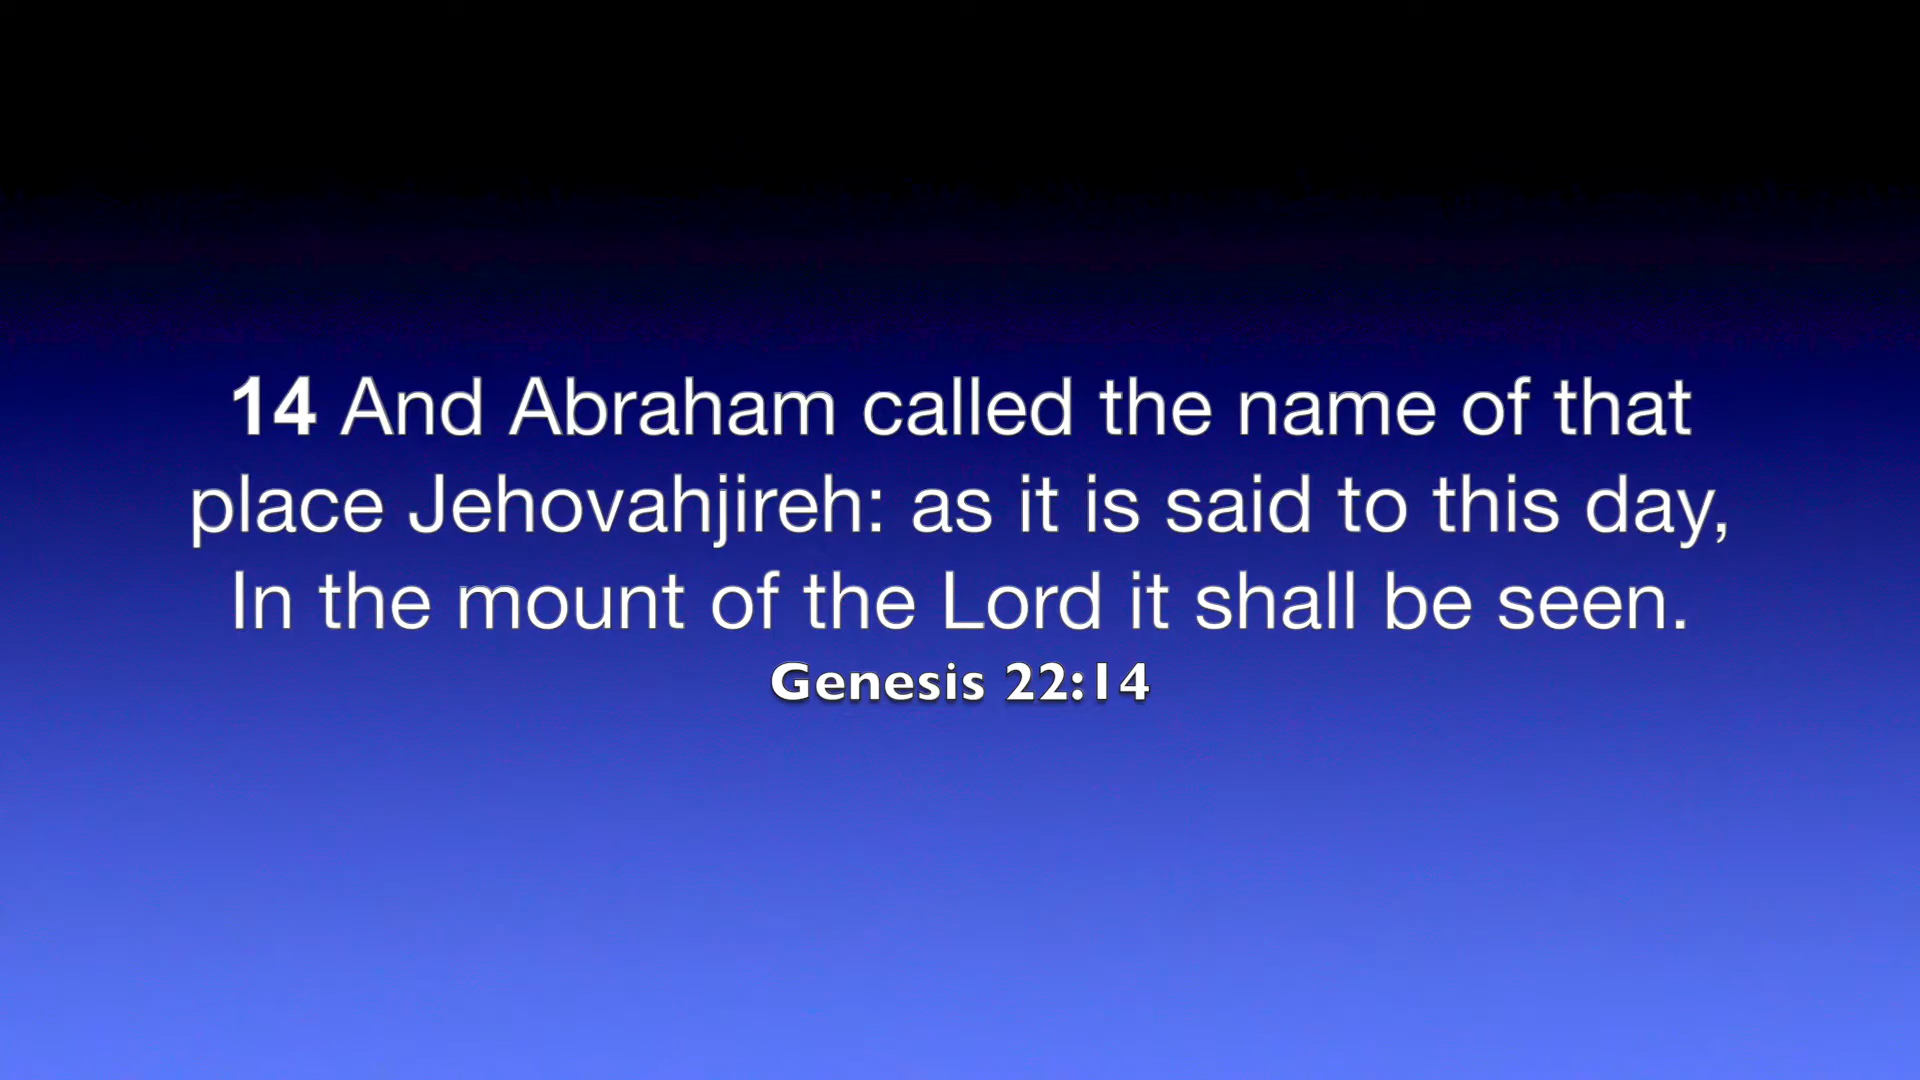 14 And Abraham called the name of that
place Jehovahjireh: as it is said to this day,
In the mount of the Lord it shall be seen.
Genesis 22:14